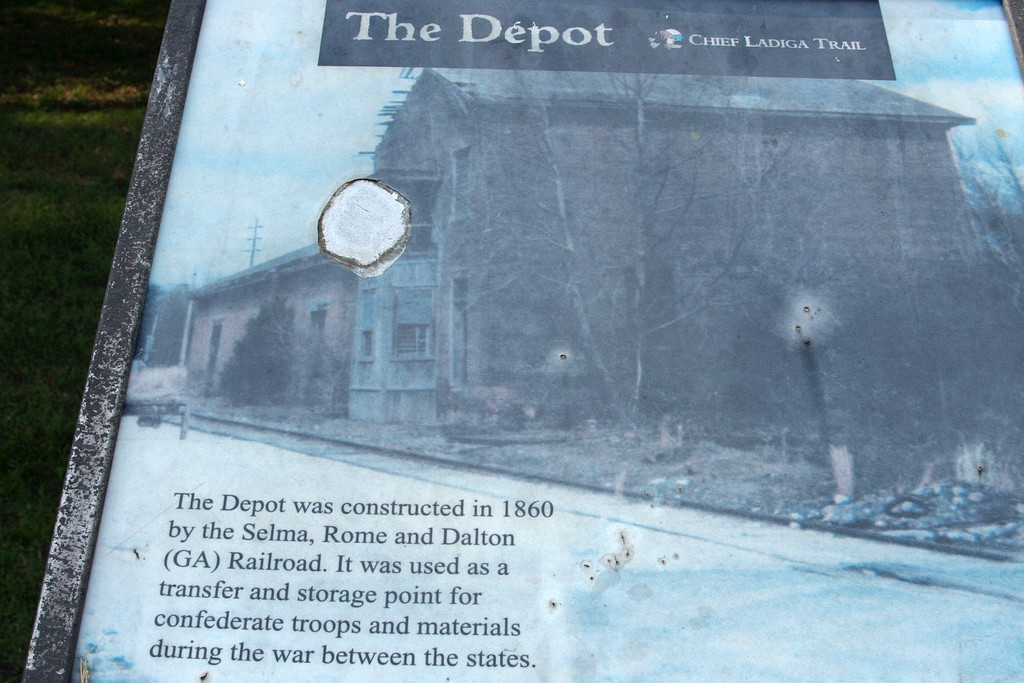 The Depot
CHIEF LADIGA TRAIL
The Depot was constructed in 1860
by the Selma, Rome and Dalton
(GA) Railroad. It was used as a
transfer and storage point for
confederate troops and materials
during the war between the states.